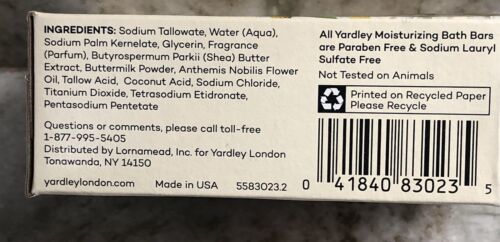 INGREDIENTS: Sodium Tallowate, Water (Aqua),
Sodium Palm Kernelate, Glycerin, Fragrance
(Parfum), Butyrospermum Parkii (Shea) Butter
Extract, Buttermilk Powder, Anthemis Nobilis Flower
Oil, Tallow Acid, Coconut Acid, Sodium Chloride,
Titanium Dioxide, Tetrasodium Etidronate,
Pentasodium Pentetate
Questions or comments, please call toll-free
1-877-995-5405
Distributed by Lornamead, Inc. for Yardley London
Tonawanda, NY 14150
yardleylondon.com Made in USA 5583023.2
All Yardley Moisturizing Bath Bars
are Paraben Free & Sodium Lauryl
Sulfate Free
Not Tested on Animals
Printed on Recycled Paper
Please Recycle
0 41840 83023 5